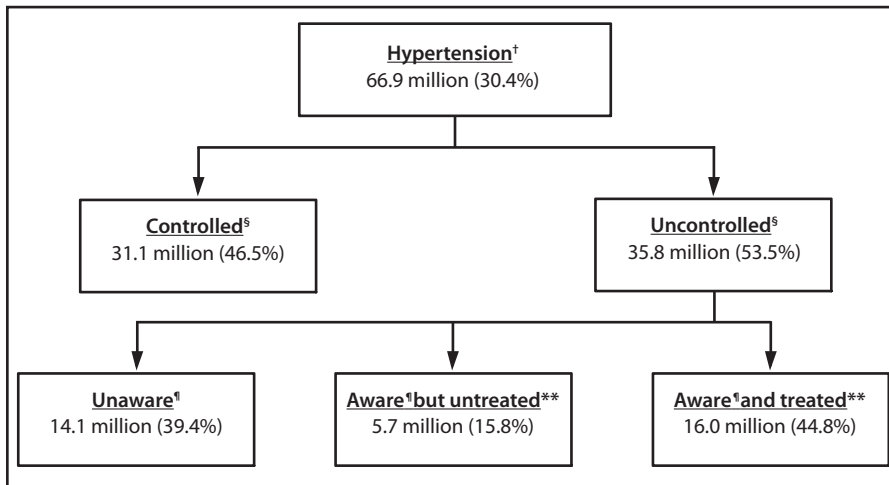 Hypertension†
66.9 million (30.4%)
Controlled§
31.1 million (46.5%)
Uncontrolled§
35.8 million (53.5%)
Unaware¶
14.1 million (39.4%)
Aware¶ but untreated**
5.7 million (15.8%)
Aware¶ and treated**
16.0 million (44.8%)